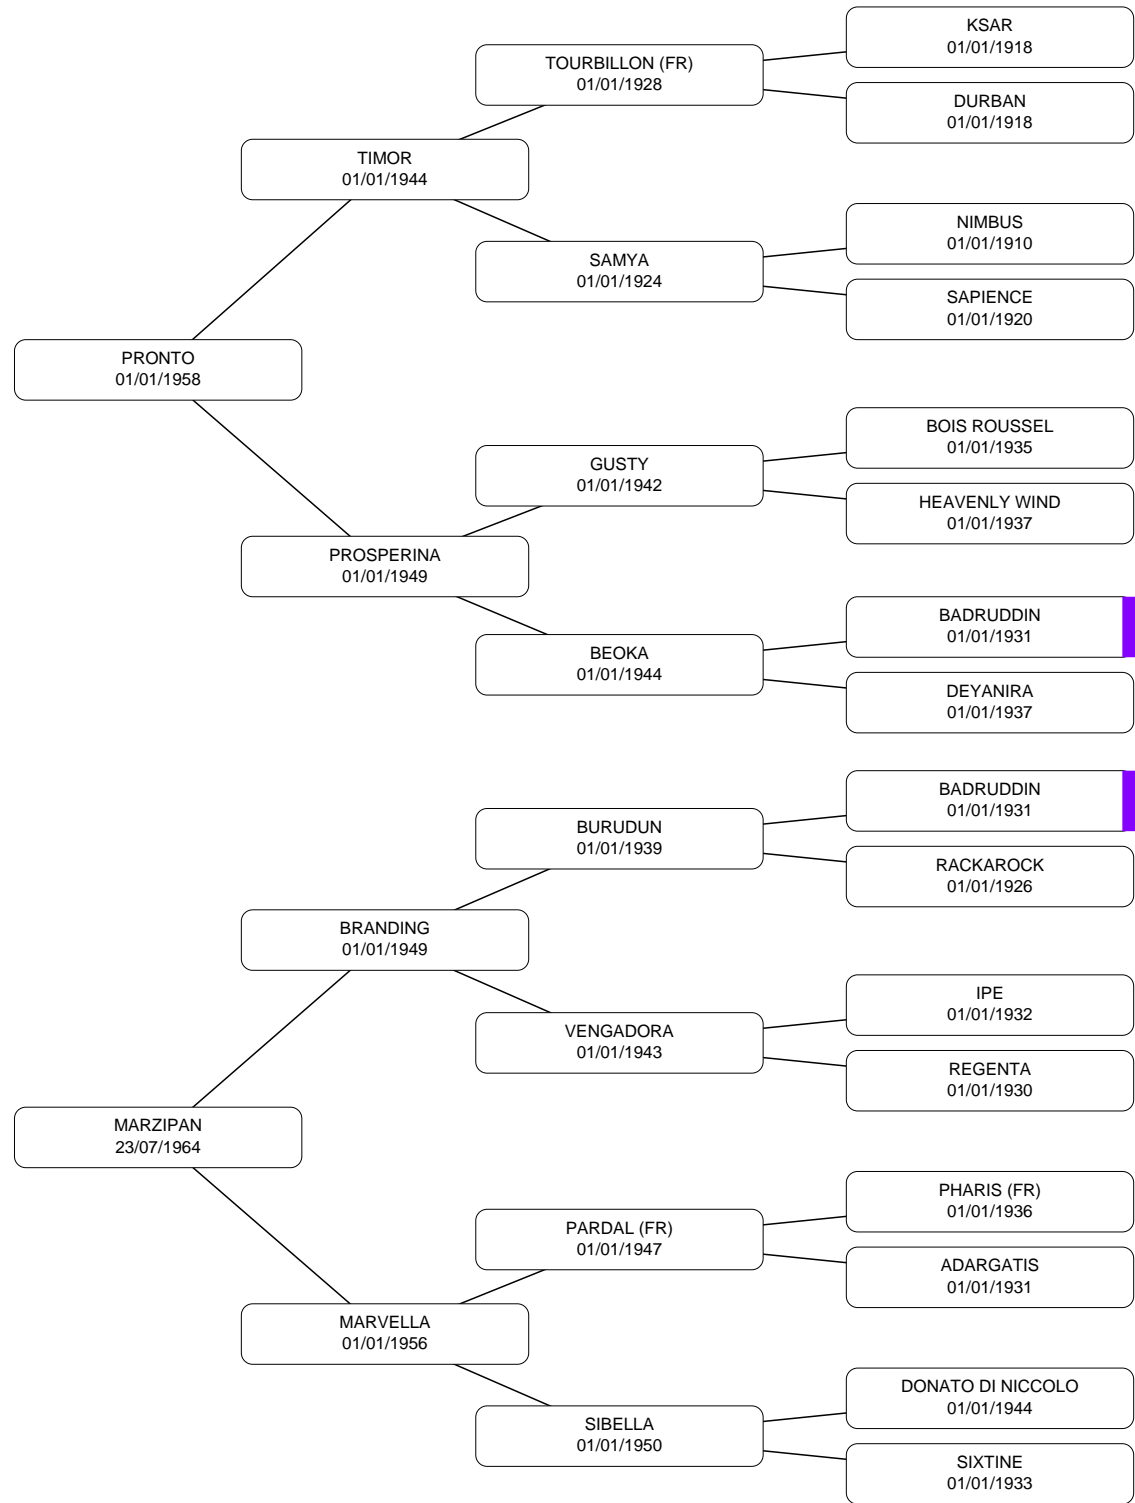 KSAR
01/01/1918
TOURBILLON (FR)
01/01/1928
DURBAN
01/01/1918
TIMOR
01/01/1944
NIMBUS
01/01/1910
SAMYA
01/01/1924
SAPIENCE
01/01/1920
PRONTO
01/01/1958
BOIS ROUSSEL
01/01/1935
GUSTY
01/01/1942
HEAVENLY WIND
01/01/1937
PROSPERINA
01/01/1949
BADRUDDIN
01/01/1931
BEOKA
01/01/1944
DEYANIRA
01/01/1937
BADRUDDIN
01/01/1931
BURUDUN
01/01/1939
RACKAROCK
01/01/1926
BRANDING
01/01/1949
IPE
01/01/1932
VENGADORA
01/01/1943
REGENTA
01/01/1930
MARZIPAN
23/07/1964
PHARIS (FR)
01/01/1936
PARDAL (FR)
01/01/1947
ADARGATIS
01/01/1931
MARVELLA
01/01/1956
DONATO DI NICCOLO
01/01/1944
SIBELLA
01/01/1950
SIXTINE
01/01/1933